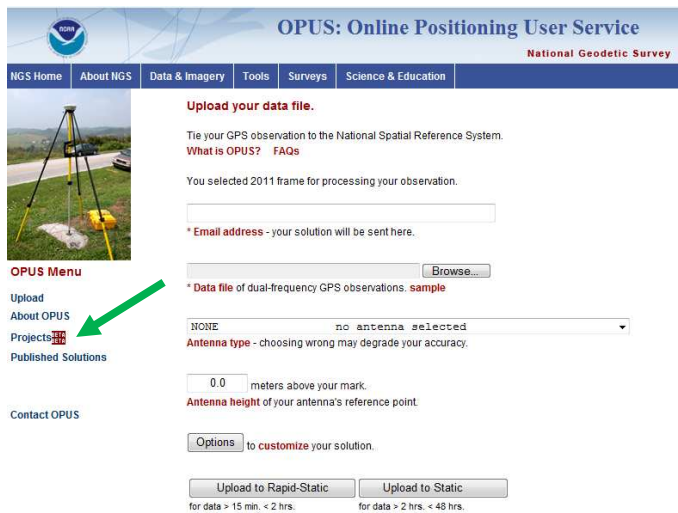 NOAA
OPUS: Online Positioning User Service
National Geodetic Survey
NGS Home About NGS Data & Imagery Tools Surveys Science & Education
Upload your data file.
Tie your GPS observation to the National Spatial Reference System.
What is OPUS? FAQs
You selected 2011 frame for processing your observation.
* Email address - your solution will be sent here.
Browse...
* Data file of dual-frequency GPS observations. sample
NONE no antenna selected
Antenna type - choosing wrong may degrade your accuracy.
0.0 meters above your mark.
Antenna height of your antenna's reference point.
Options to customize your solution.
Upload to Rapid-Static Upload to Static
for data > 15 min. < 2 hrs. for data > 2 hrs. < 48 hrs.
OPUS Menu
Upload
About OPUS
Projects BETA
BETA
Published Solutions
Contact OPUS